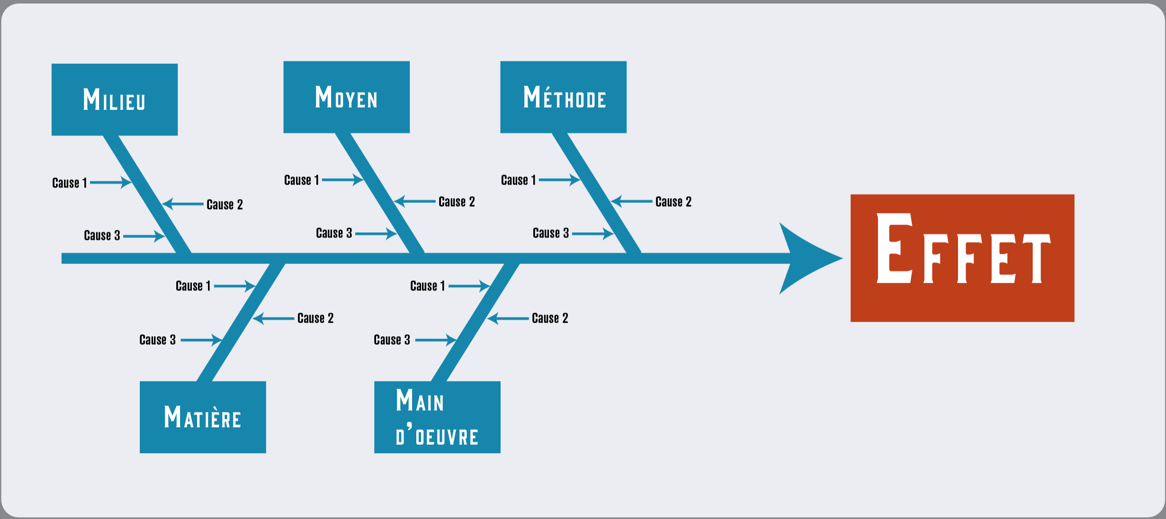 Milieu
Moyen
Méthode
Cause 1
Cause 2
Cause 3
Cause 1
Cause 2
Cause 3
Cause 1
Cause 2
Cause 3
Effet
Cause 1
Cause 2
Cause 3
Cause 1
Cause 2
Cause 3
Matière
Main
d'oeuvre